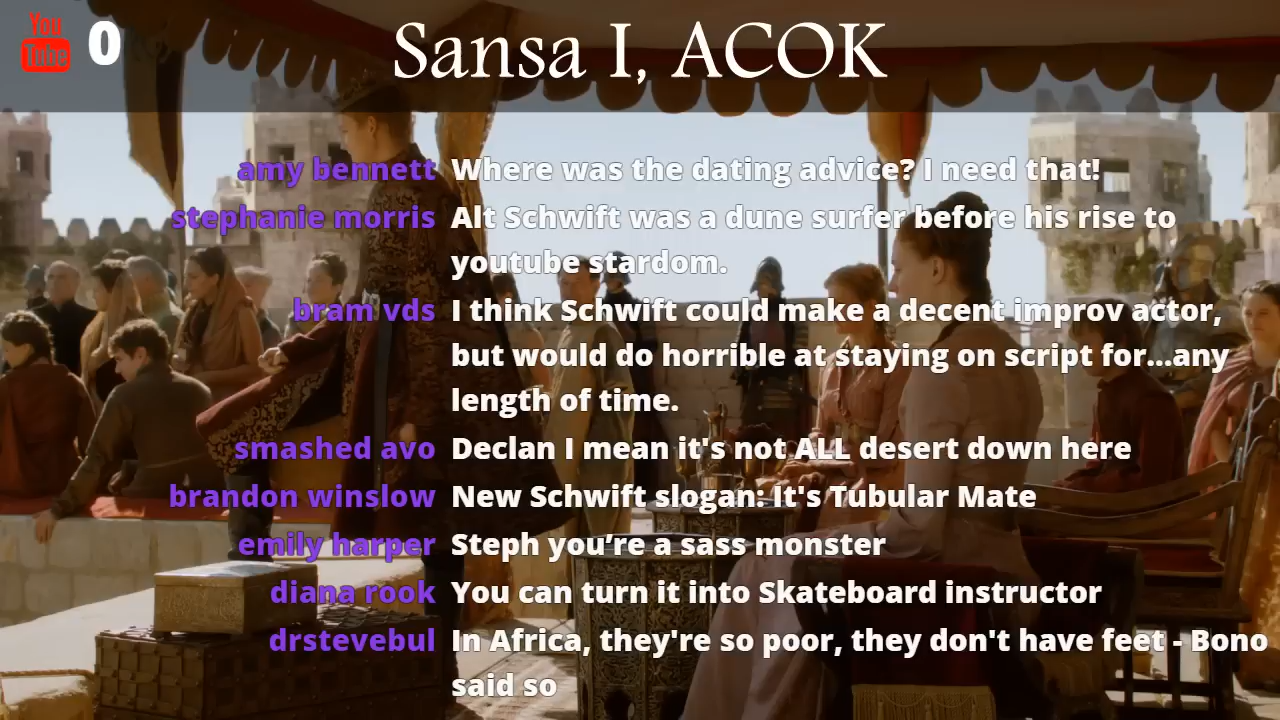 You
Tube 0
Sansa I, ACOK
amy bennett Where was the dating advice? I need that!
stephanie morris Alt Schwift was a dune surfer before his rise to
youtube stardom.
bram vds I think Schwift could make a decent improv actor,
but would do horrible at staying on script for...any
length of time.
smashed avo Declan I mean it's not ALL desert down here
brandon winslow New Schwift slogan: It's Tubular Mate
emily harper Steph you’re a sass monster
diana rook You can turn it into Skateboard instructor
drstevebul In Africa, they're so poor, they don't have feet - Bono
said so